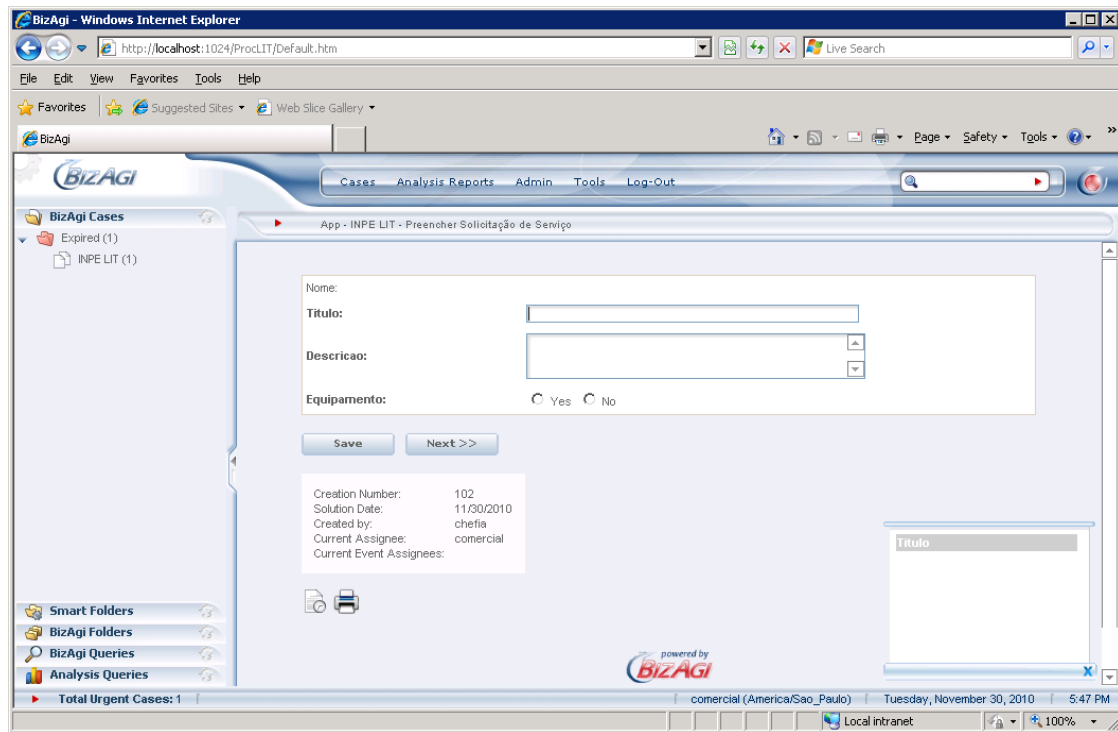 BizAgi - Windows Internet Explorer
http://localhost:1024/ProcLIT/Default.htm
Live Search
File Edit View Favorites Tools Help
Favorites Suggested Sites Web Slice Gallery
BizAgi
Page Safety Tools
BIZAGI
Cases Analysis Reports Admin Tools Log-Out
BizAgi Cases
Expired (1)
INPE LIT (1)
App - INPE LIT - Preencher Solicitação de Serviço
Nome:
Titulo:
Descricao:
Equipamento: Yes No
Save Next >>
Creation Number: 102
Solution Date: 11/30/2010
Created by: chefia
Current Assignee: comercial
Current Event Assignees:
Titulo
Smart Folders
BizAgi Folders
BizAgi Queries
Analysis Queries
powered by
BIZAGI
X
Total Urgent Cases: 1
comercial (America/Sao_Paulo) Tuesday, November 30, 2010 5:47 PM
Local intranet 100%